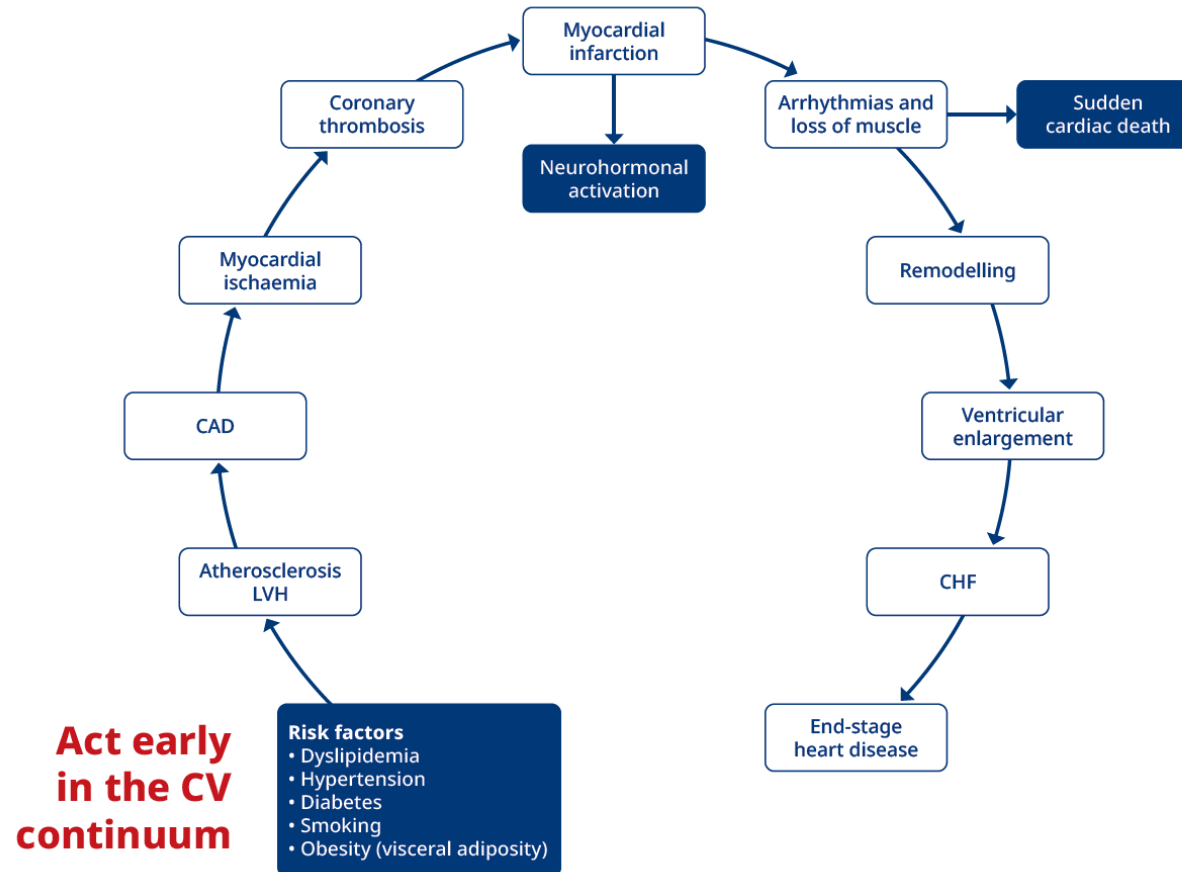 Myocardial
infarction
Coronary
thrombosis
Arrhythmias and
loss of muscle
Sudden
cardiac death
Neurohormonal
activation
Myocardial
ischaemia
Remodelling
CAD
Ventricular
enlargement
Atherosclerosis
LVH
CHF
Act early
in the CV
continuum
Risk factors
• Dyslipidemia
• Hypertension
• Diabetes
• Smoking
• Obesity (visceral adiposity)
End-stage
heart disease